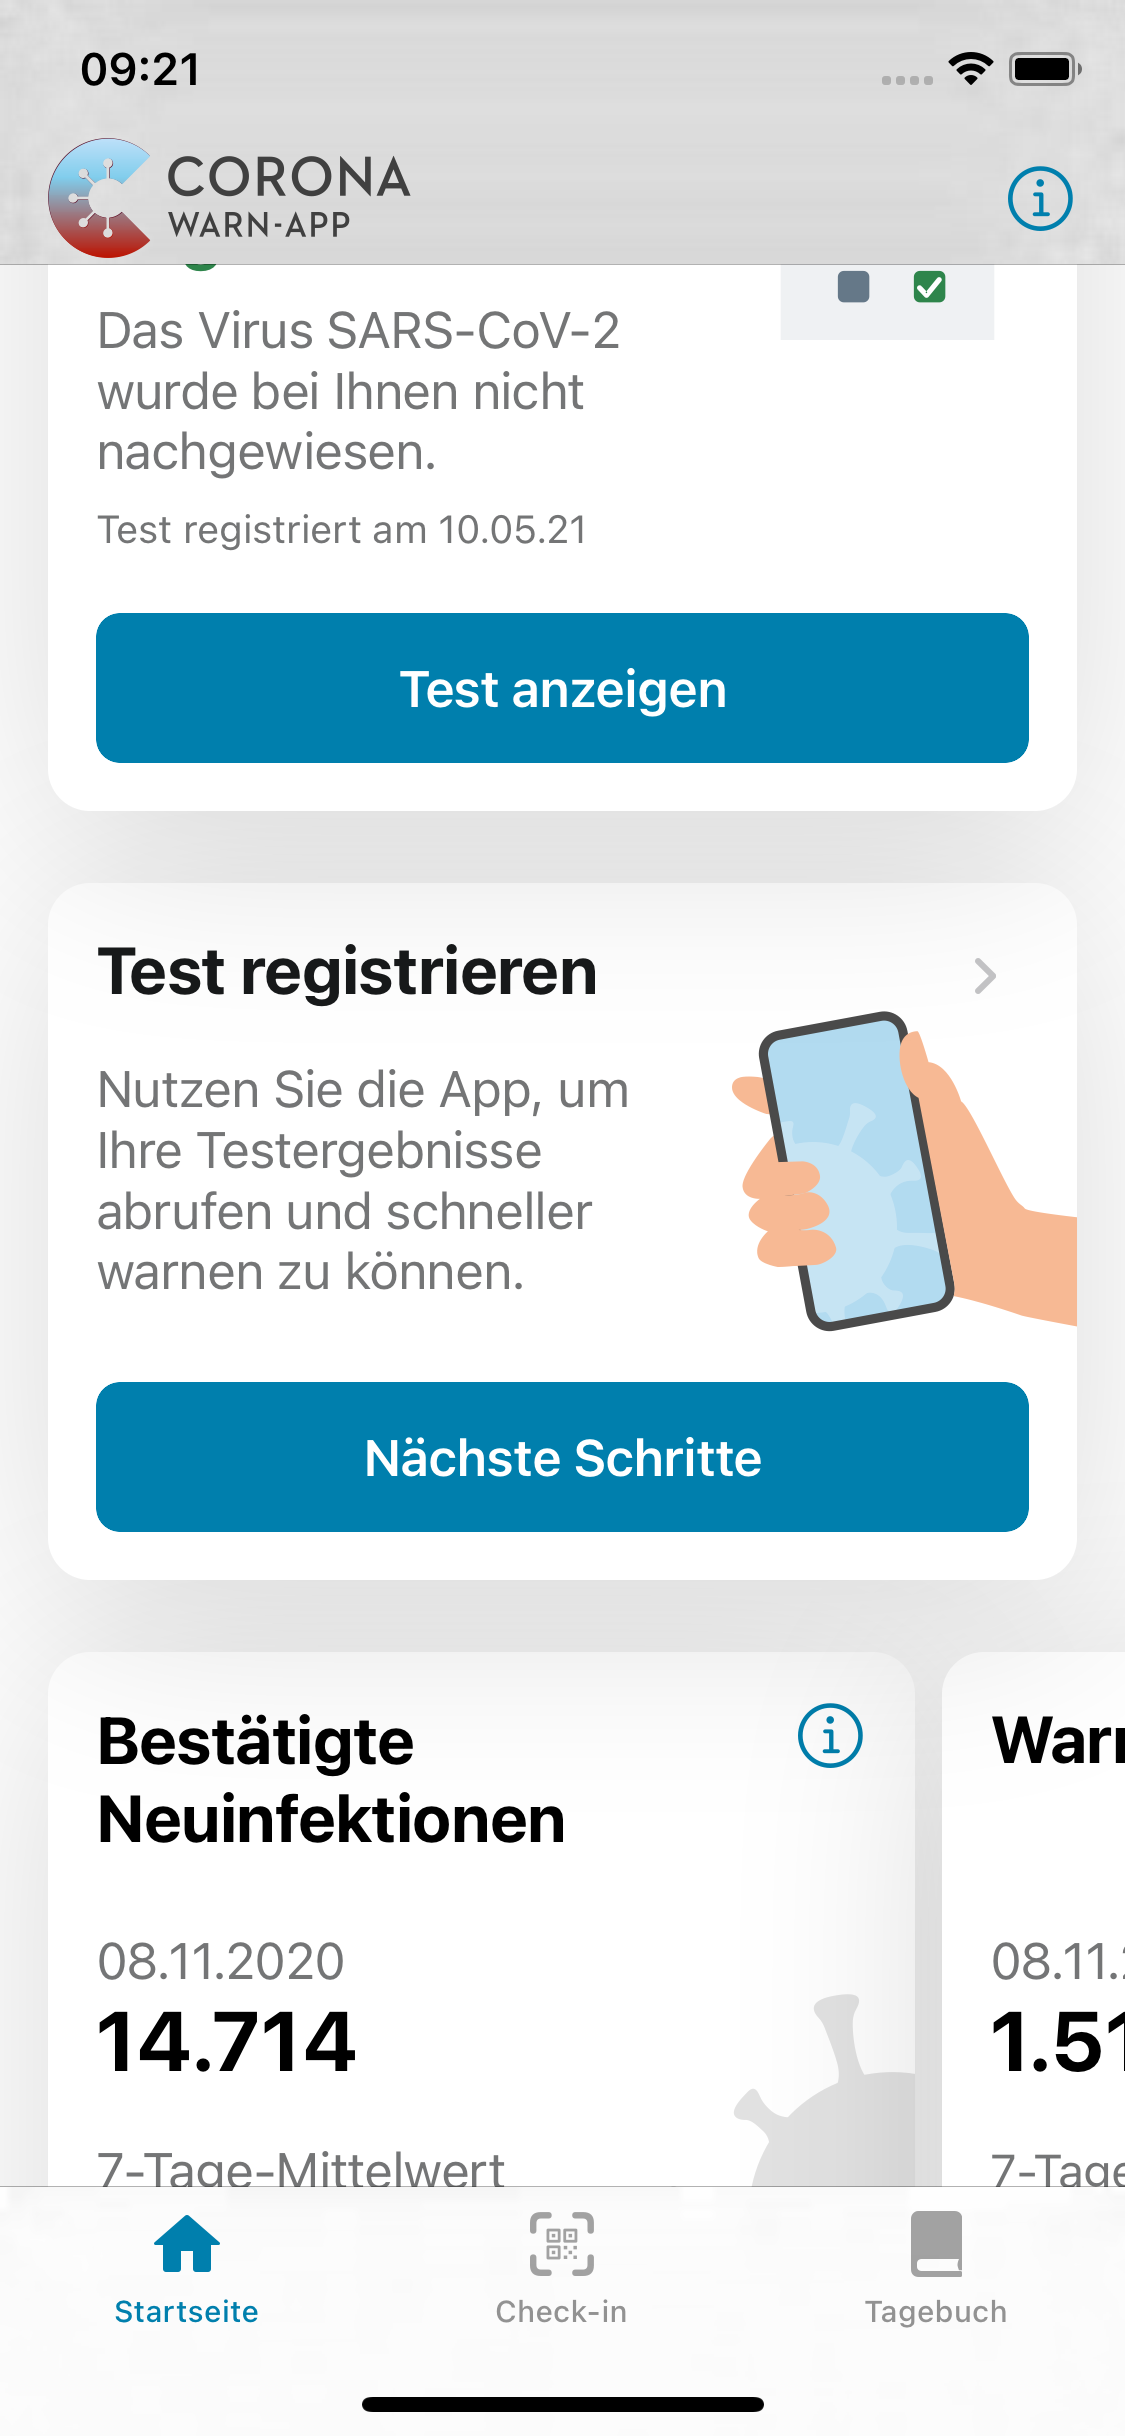 09:21
CORONA
WARN-APP
Das Virus SARS-CoV-2
wurde bei Ihnen nicht
nachgewiesen.
Test registriert am 10.05.21
Test anzeigen
Test registrieren
Nutzen Sie die App, um
Ihre Testergebnisse
abrufen und schneller
warnen zu können.
Nächste Schritte
Bestätigte
Neuinfektionen
08.11.2020
14.714
7-Tage-Mittelwert
08.11.
1.51
Startseite
Check-in
Tagebuch